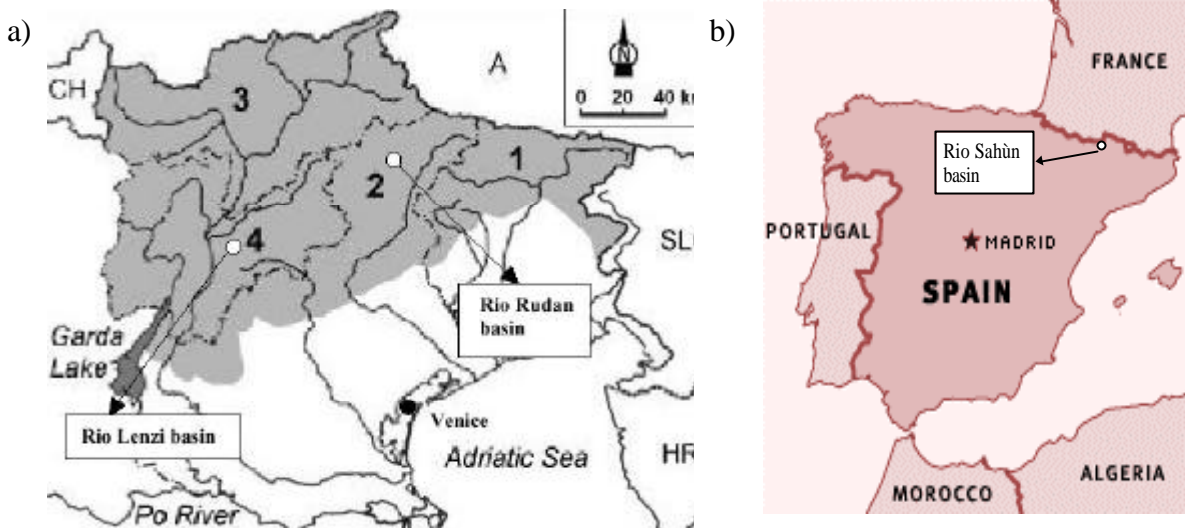 a)
CH
A
N
0 20 40 km
3
1
2
4
SL
Rio Rudan
basin
Garda
Lake
Rio Lenzi basin
Venice
Adriatic Sea
HR
Po River
b)
FRANCE
Rio Sahùn
basin
PORTUGAL
MADRID
SPAIN
ALGERIA
MOROCCO